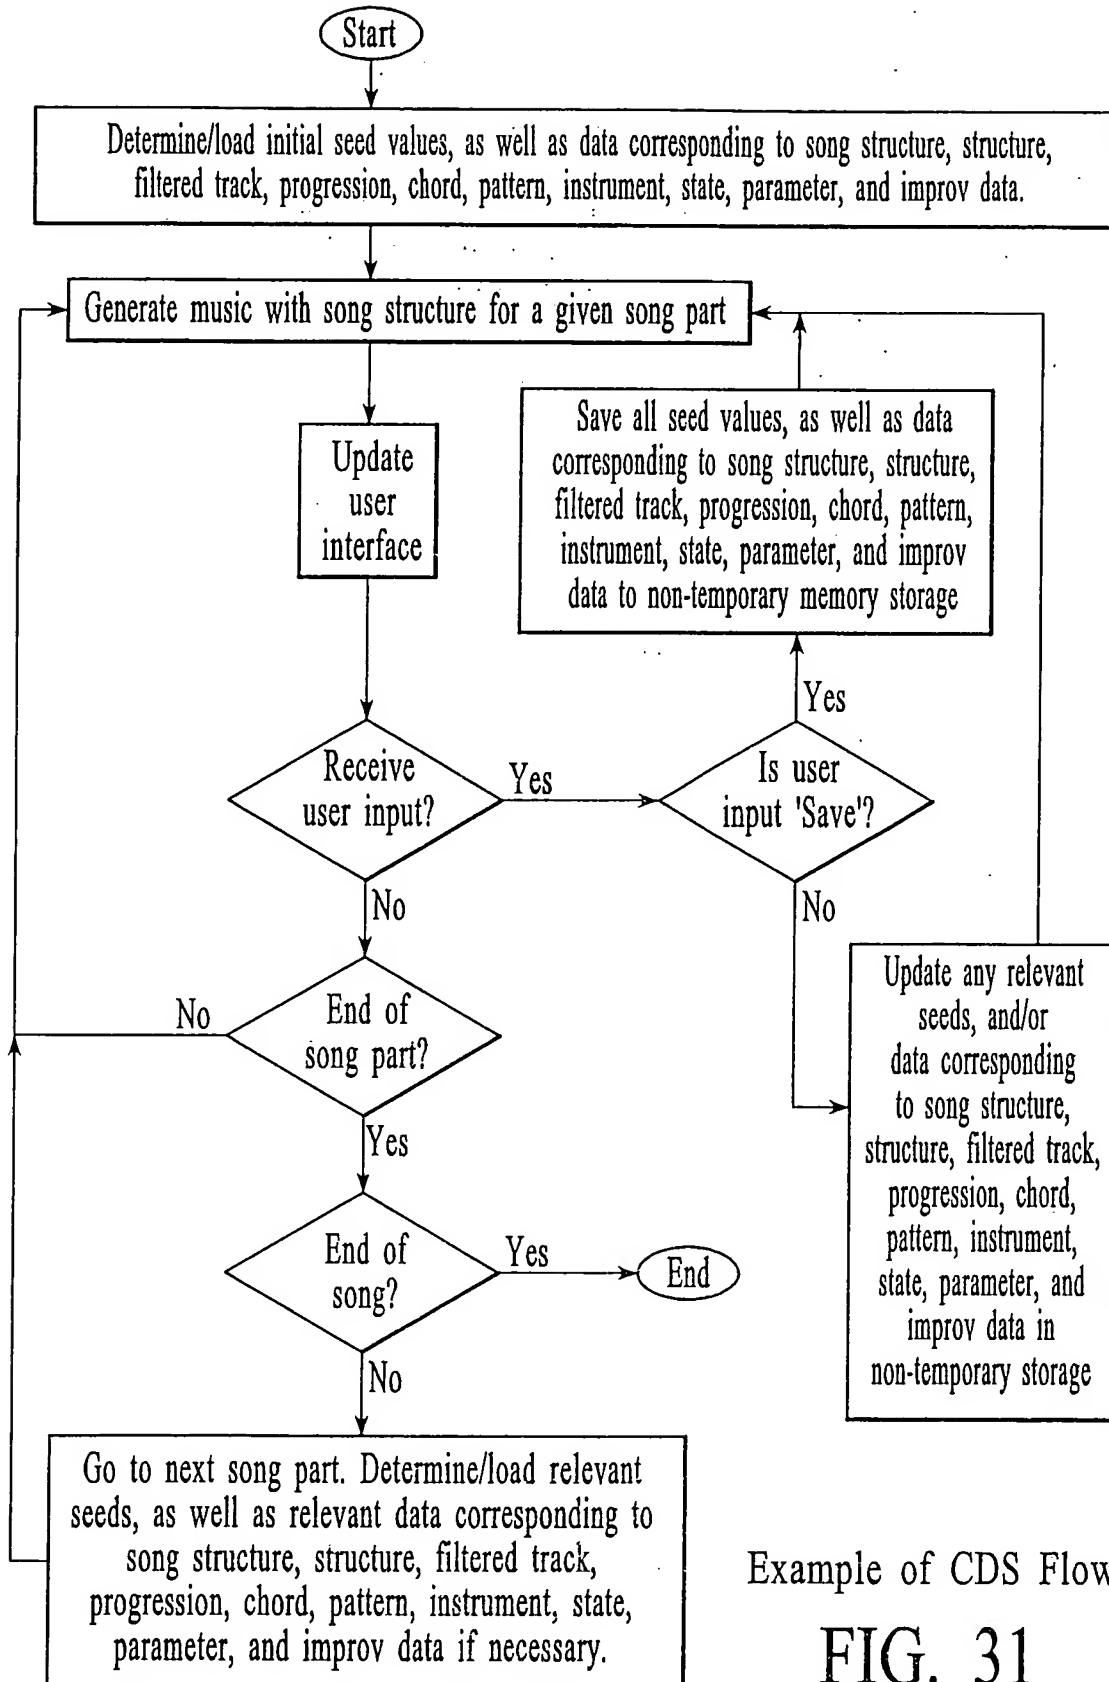 Start
Determine/load initial seed values, as well as data corresponding to song structure, structure,
filtered track, progression, chord, pattern, instrument, state, parameter, and improv data.
Generate music with song structure for a given song part
Update
user
interface
Save all seed values, as well as data
corresponding to song structure, structure,
filtered track, progression, chord, pattern,
instrument, state, parameter, and improv
data to non-temporary memory storage
Yes
Receive
user input?
Yes
Is user
input 'Save'?
No
No
Update any relevant
seeds, and/or
data corresponding
to song structure,
structure, filtered track,
progression, chord,
pattern, instrument,
state, parameter, and
improv data in
non-temporary storage
End of
song part?
No
Yes
End of
song?
Yes
End
No
Go to next song part. Determine/load relevant
seeds, as well as relevant data corresponding to
song structure, structure, filtered track,
progression, chord, pattern, instrument, state,
parameter, and improv data if necessary.
Example of CDS Flow
FIG. 31